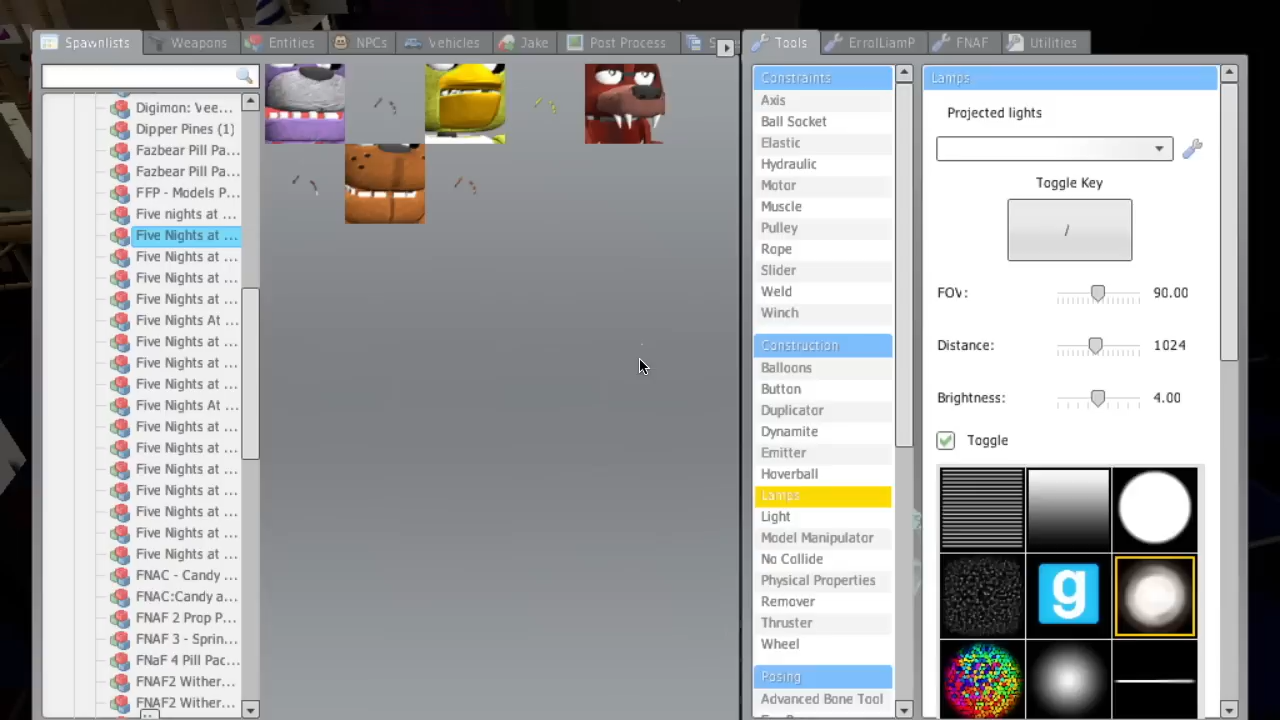 Spawnlists
Weapons
Entities
NPCs
Vehicles
Jake
Post Process
Tools
ErrolLiamP
FNAF
Utilities
Digimon: Vee...
Dipper Pines (1)
Fazbear Pill Pa...
Fazbear Pill Pa...
FFP - Models P...
Five nights at ...
Five Nights at ...
Five Nights at ...
Five Nights at ...
Five Nights at ...
Five Nights At ...
Five Nights at ...
Five Nights at ...
Five Nights at ...
Five Nights At ...
Five Nights at ...
Five Nights at ...
Five Nights at ...
Five Nights at ...
Five Nights at ...
Five Nights at ...
Five Nights at ...
FNAC - Candy ...
FNAC:Candy a...
FNAF 2 Prop P...
FNAF 3 - Sprin...
FNaF 4 Pill Pac...
FNAF2 Wither...
FNAF2 Wither...
Constraints
Axis
Ball Socket
Elastic
Hydraulic
Motor
Muscle
Pulley
Rope
Slider
Weld
Winch
Construction
Balloons
Button
Duplicator
Dynamite
Emitter
Hoverball
Lamps
Light
Model Manipulator
No Collide
Physical Properties
Remover
Thruster
Wheel
Posing
Advanced Bone Tool
Lamps
Projected lights
Toggle Key
/
FOV: 90.00
Distance: 1024
Brightness: 4.00
Toggle
g